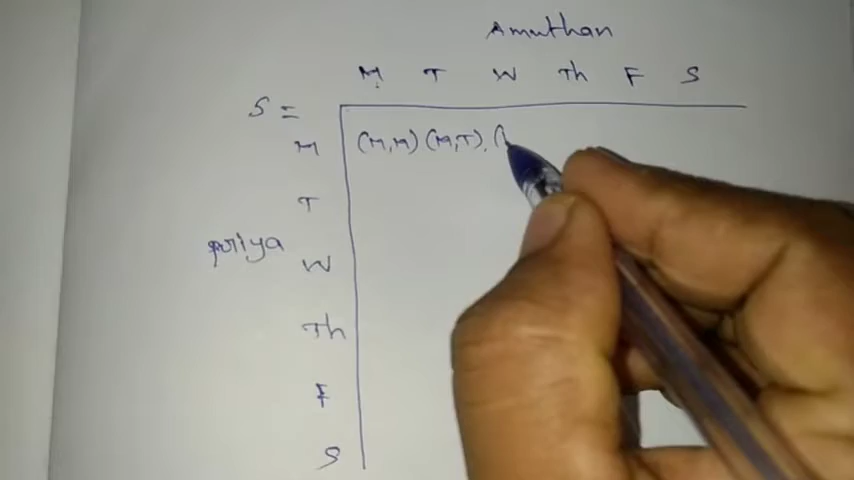 Amuthan
M T W Th F S
S =
M (M,M) (M,T), (
T
priya
W
Th
F
S